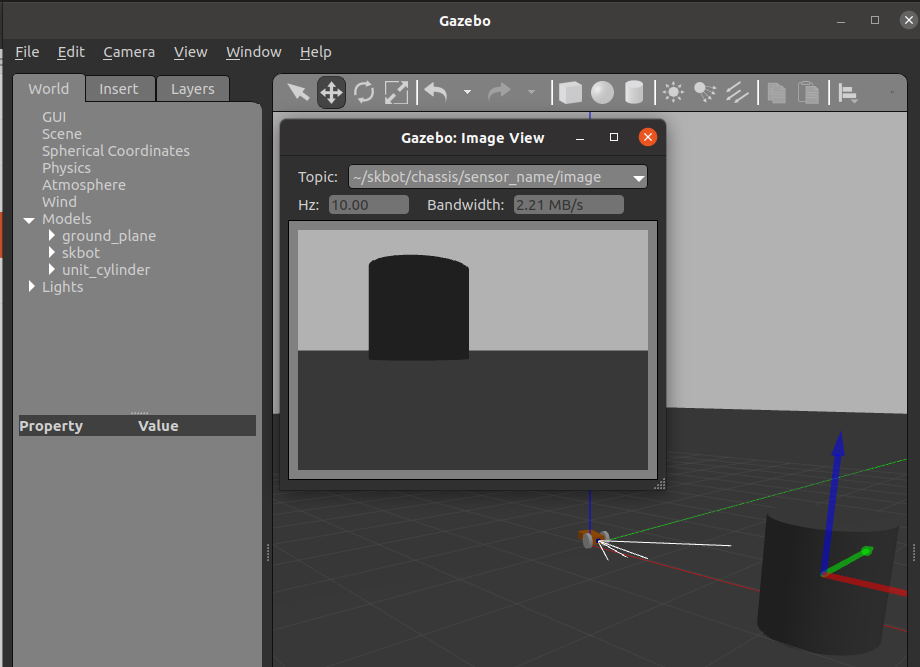 Gazebo
File Edit Camera View Window Help
World Insert Layers
GUI
Scene
Spherical Coordinates
Physics
Atmosphere
Wind
Models
ground_plane
skbot
unit_cylinder
Lights
Property Value
Gazebo: Image View
Topic: ~/skbot/chassis/sensor_name/image
Hz: 10.00 Bandwidth: 2.21 MB/s